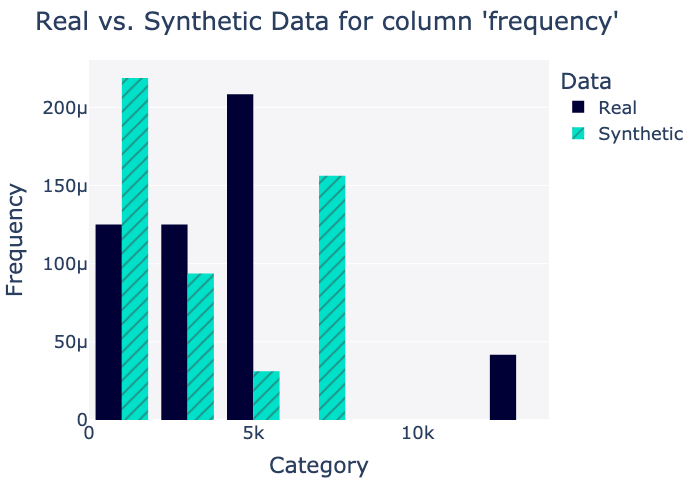 Real vs. Synthetic Data for column 'frequency'
Data
Real
Synthetic
200μ
150μ
100μ
50μ
0
Frequency
0
5k
10k
Category